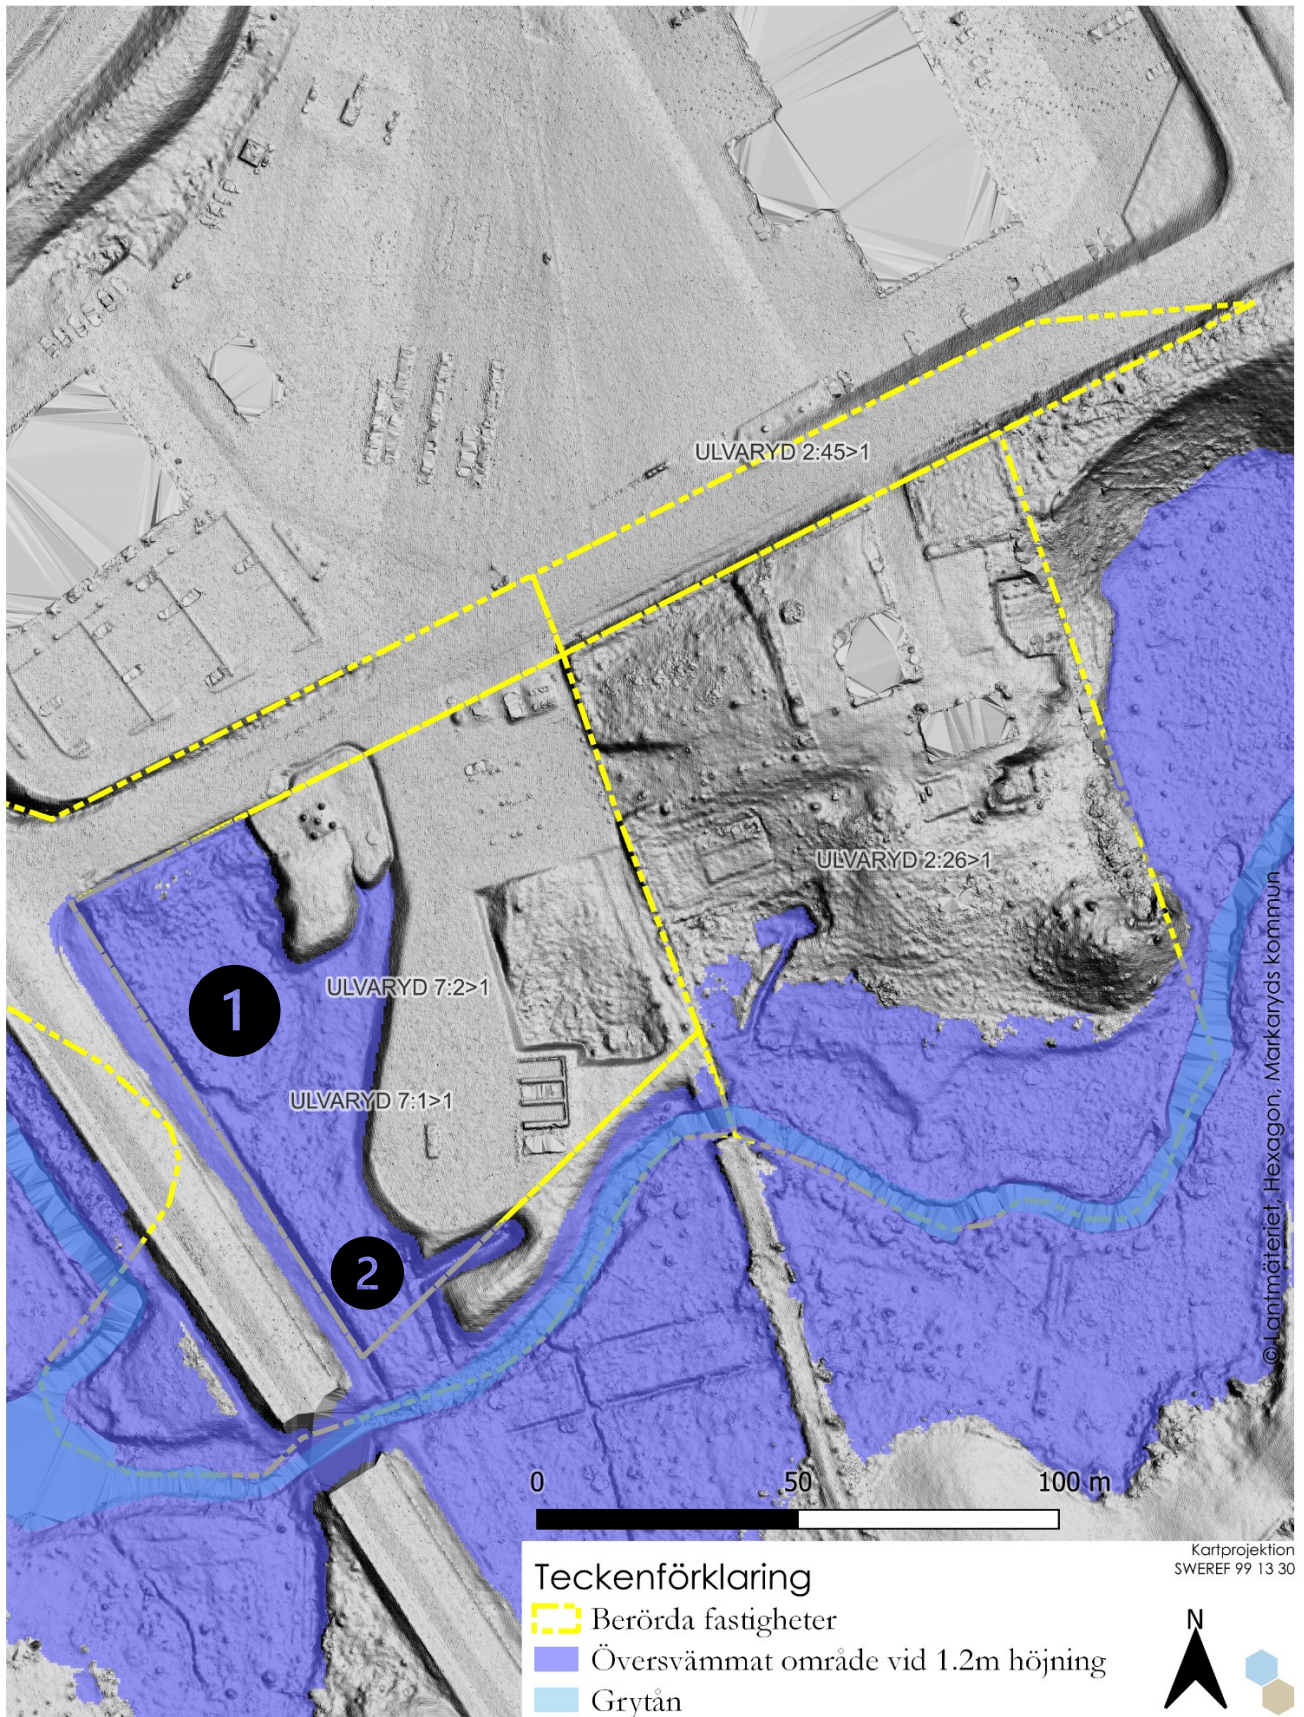 ULVARYD 2:45>1
ULVARYD 2:26>1
ULVARYD 7:2>1
1
ULVARYD 7:1>1
2
© Lantmäteriet, Hexagon, Markaryds kommun
0 50 100 m
Kartprojektion
SWEREF 99 13 30
Teckenförklaring
Berörda fastigheter
Översvämmat område vid 1.2m höjning
Grytån
N